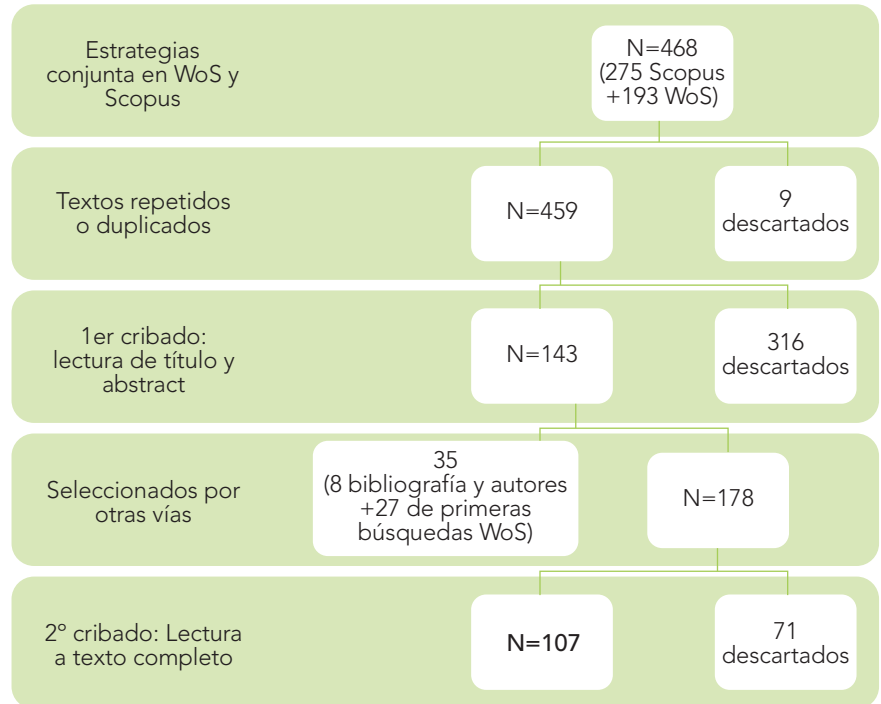 Estrategias
conjunta en WoS y
Scopus
N=468
(275 Scopus
+193 WoS)
Textos repetidos
o duplicados
N=459
9
descartados
1er cribado:
lectura de título y
abstract
N=143
316
descartados
Seleccionados por
otras vías
35
(8 bibliografía y autores
+27 de primeras
búsquedas WoS)
N=178
2º cribado: Lectura
a texto completo
N=107
71
descartados